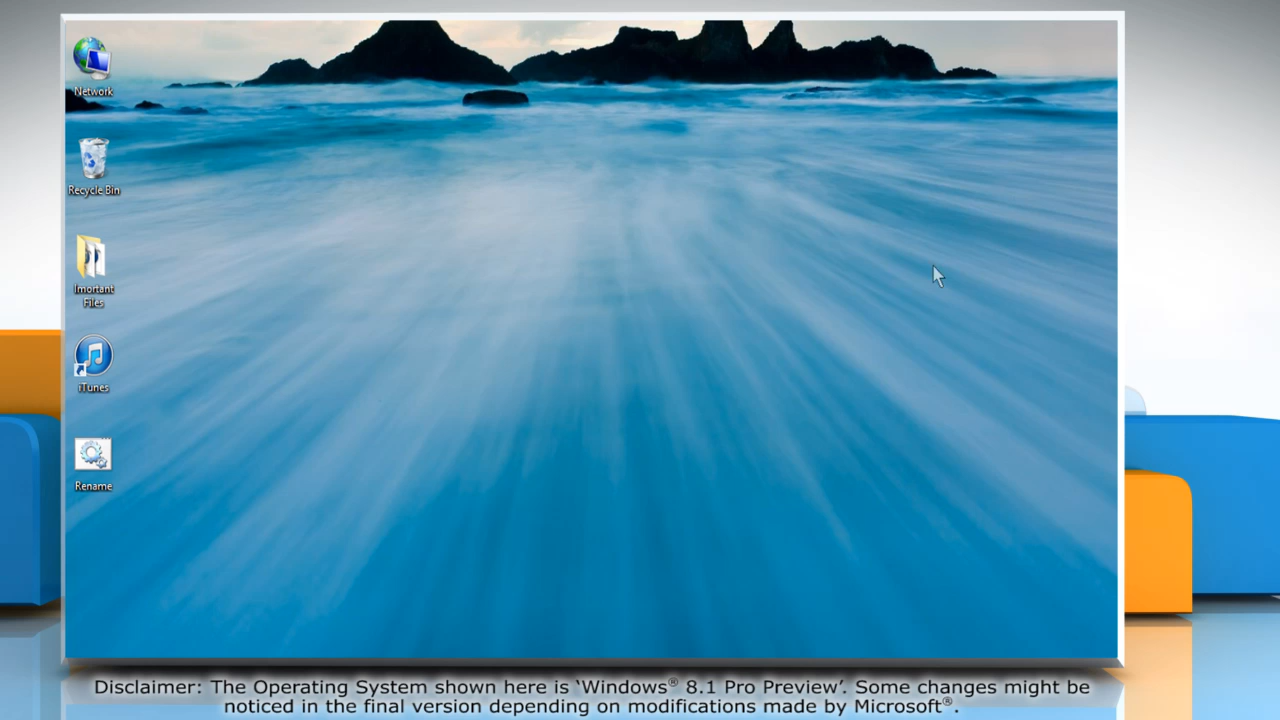 Network
Recycle Bin
Imortant
Files
iTunes
Rename
Disclaimer: The Operating System shown here is ‘Windows® 8.1 Pro Preview’. Some changes might be
noticed in the final version depending on modifications made by Microsoft®.